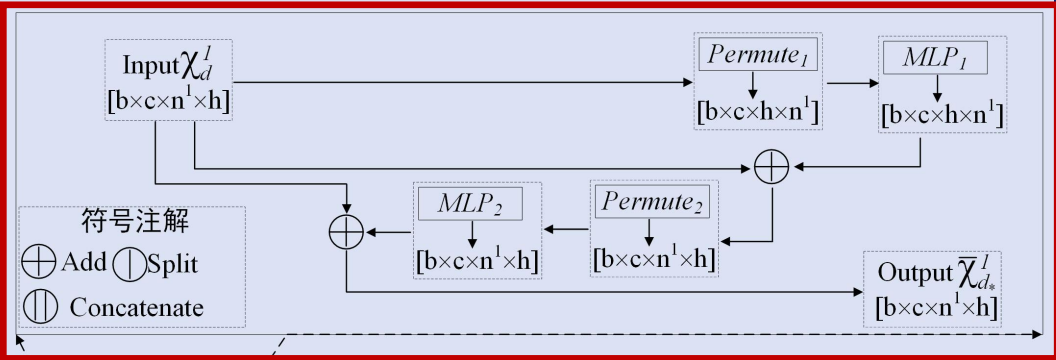 Input χ_d^1
[b×c×n^1×h]
Permute_1
[b×c×h×n^1]
MLP_1
[b×c×h×n^1]
MLP_2
[b×c×n^1×h]
Permute_2
[b×c×n^1×h]
符号注解
Add Split
Concatenate
Output χ̅_{d*}^1
[b×c×n^1×h]